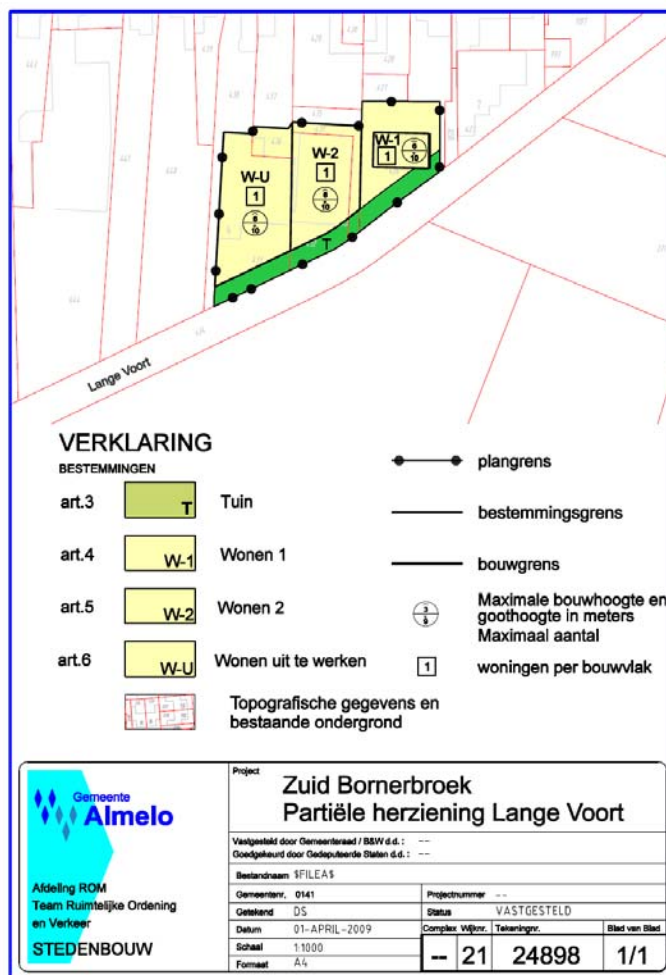 W-U
1
6
10
W-2
1
6
10
W-1
1
6
10
T
Lange Voort
VERKLARING
BESTEMMINGEN
art.3
T
Tuin
art.4
W-1
Wonen 1
art.5
W-2
Wonen 2
art.6
W-U
Wonen uit te werken
Topografische gegevens en
bestaande ondergrond
plangrens
bestemmingsgrens
bouwgrens
3
9
Maximale bouwhoogte en
goothoogte in meters
Maximaal aantal
1
woningen per bouwvlak
Gemeente
Almelo
Afdeling ROM
Team Ruimtelijke Ordening
en Verkeer
STEDENBOUW
Project
Zuid Bornerbroek
Partiële herziening Lange Voort
Vastgesteld door Gemeenteraad / B&W d.d. : --
Goedgekeurd door Gedeputeerde Staten d.d. : --
Bestandnaam $FILEA$
Gemeentenr. 0141
Projectnummer --
Getekend DS
Status VASTGESTELD
Datum 01-APRIL-2009
Complex Wijknr. Tekeningnr. Blad van Blad
Schaal 1:1000
-- 21 24898 1/1
Formaat A4